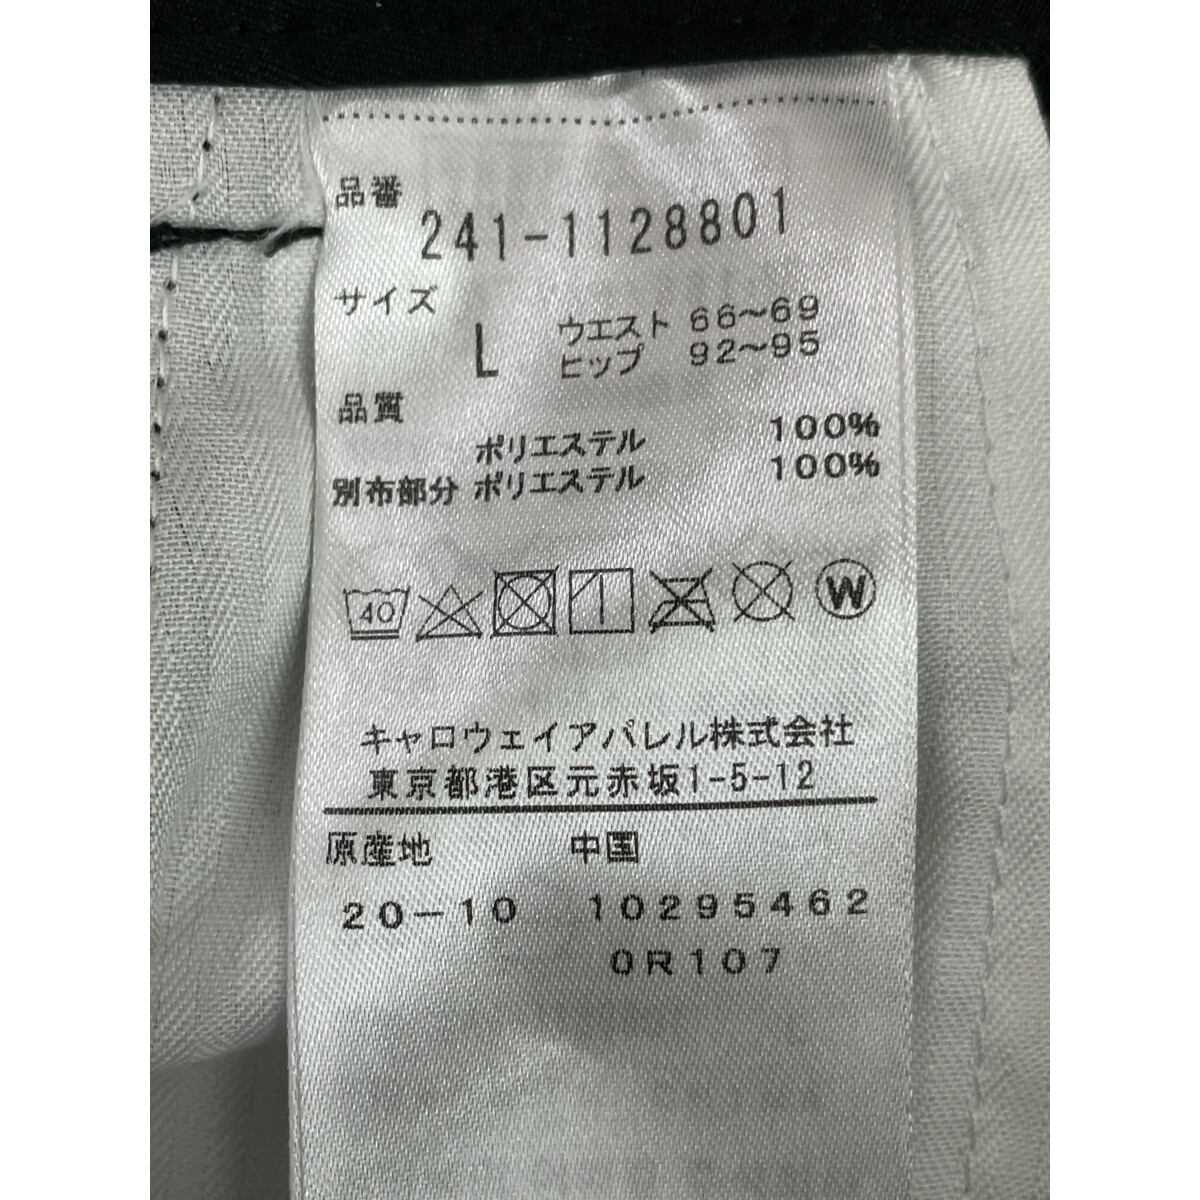 品番
241-1128801
サイズ
L ウエスト 66〜69
ヒップ 92〜95
品質
ポリエステル 100%
別布部分 ポリエステル 100%
40 W
キャロウェイアパレル株式会社
東京都港区元赤坂1-5-12
原産地 中国
20-10 10295462
0R107